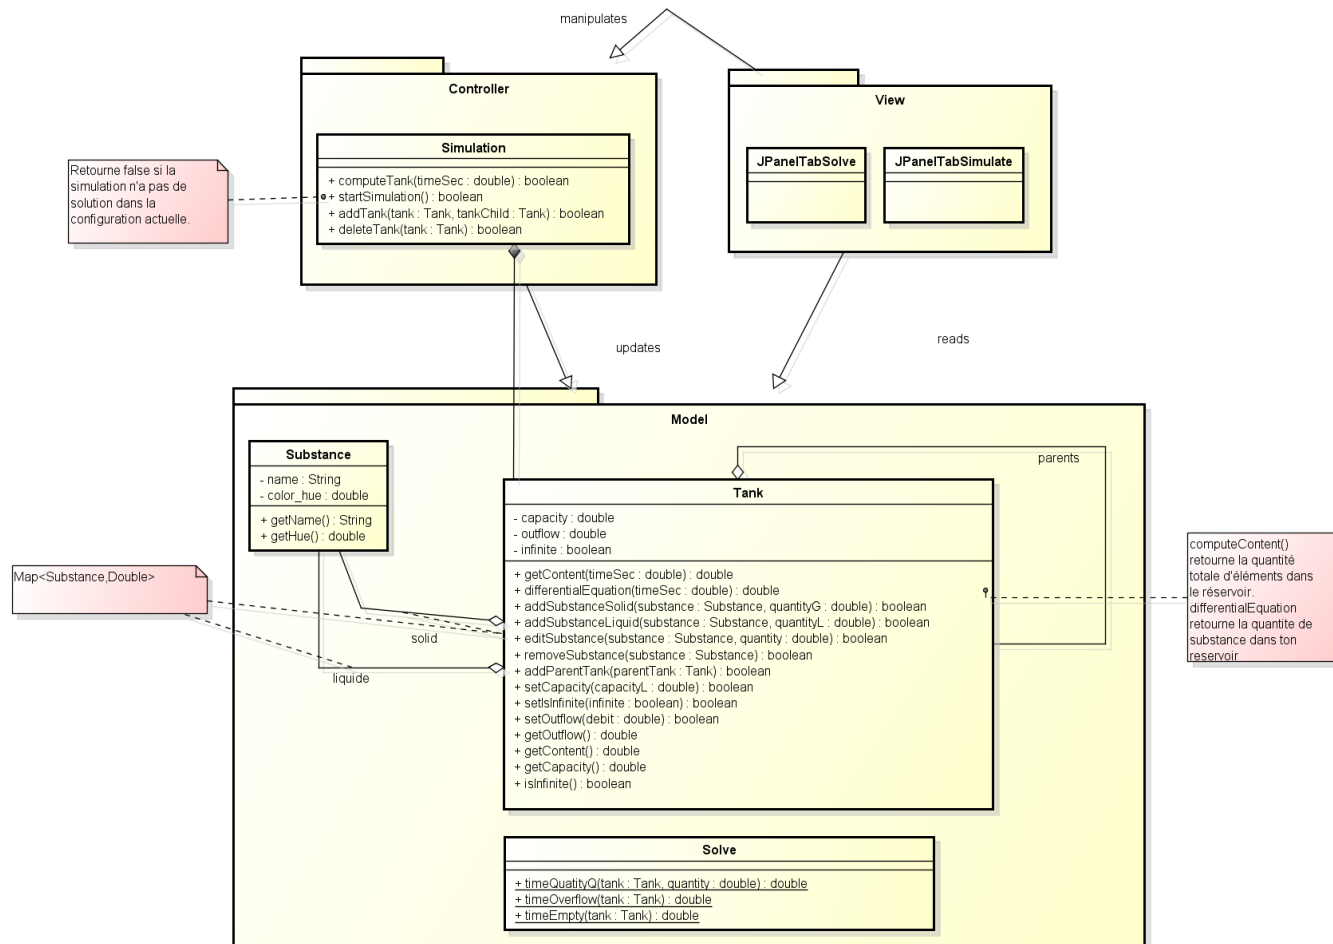 manipulates
Controller
Simulation
+ computeTank(timeSec : double) : boolean
+ startSimulation() : boolean
+ addTank(tank : Tank, tankChild : Tank) : boolean
+ deleteTank(tank : Tank) : boolean
View
JPanelTabSolve
JPanelTabSimulate
Retourne false si la
simulation n'a pas de
solution dans la
configuration actuelle.
updates
reads
Model
Substance
- name : String
- color_hue : double
+ getName() : String
+ getHue() : double
parents
Tank
- capacity : double
- outflow : double
- infinite : boolean
+ getContent(timeSec : double) : double
+ differentialEquation(timeSec : double) : double
+ addSubstanceSolid(substance : Substance, quantityG : double) : boolean
+ addSubstanceLiquid(substance : Substance, quantityL : double) : boolean
+ editSubstance(substance : Substance, quantity : double) : boolean
+ removeSubstance(substance : Substance) : boolean
+ addParentTank(parentTank : Tank) : boolean
+ setCapacity(capacityL : double) : boolean
+ setIsInfinite(infinite : boolean) : boolean
+ setOutflow(debit : double) : boolean
+ getOutflow() : double
+ getContent() : double
+ getCapacity() : double
+ isInfinite() : boolean
Map<Substance,Double>
solid
liquide
computeContent()
retourne la quantité
totale d'éléments dans
le réservoir.
differentialEquation
retourne la quantite de
substance dans ton
reservoir
Solve
+ timeQuatityQ(tank : Tank, quantity : double) : double
+ timeOverflow(tank : Tank) : double
+ timeEmpty(tank : Tank) : double